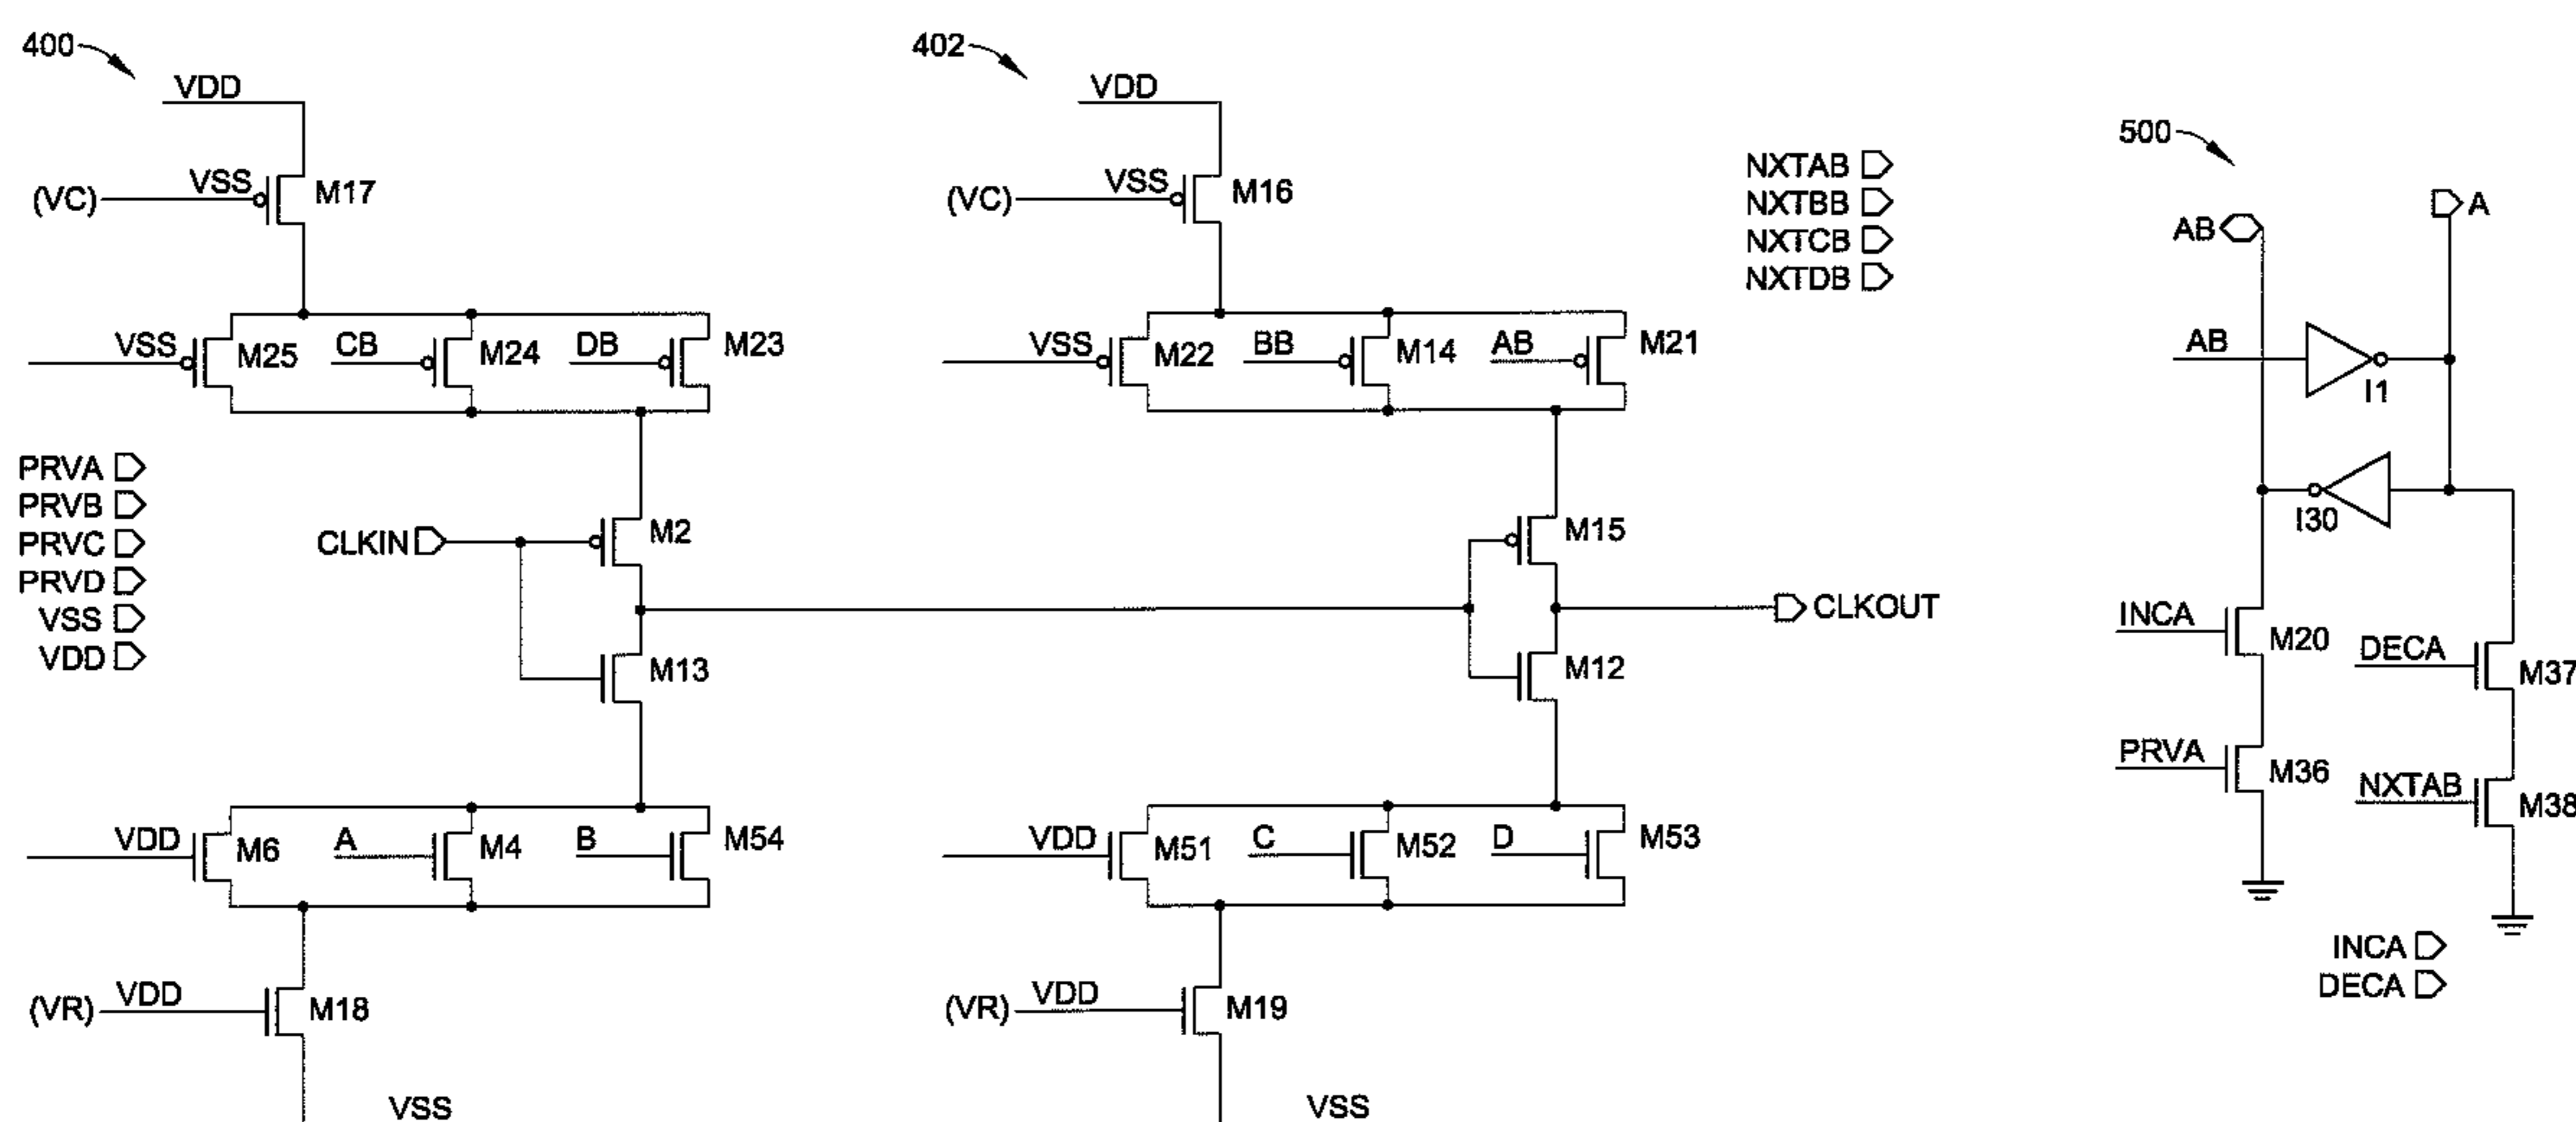 400
VDD
(VC)
VSS
M17
VSS
M25
CB
M24
DB
M23
PRVA
PRVB
PRVC
PRVD
VSS
VDD
CLKIN
M2
M13
VDD
M6
A
M4
B
M54
(VR)
VDD
M18
VSS
402
VDD
(VC)
VSS
M16
VSS
M22
BB
M14
AB
M21
M15
M12
CLKOUT
VDD
M51
C
M52
D
M53
(VR)
VDD
M19
VSS
NXTAB
NXTBB
NXTCB
NXTDB
500
AB
A
AB
I1
I30
INCA
M20
DECA
M37
PRVA
M36
NXTAB
M38
INCA
DECA